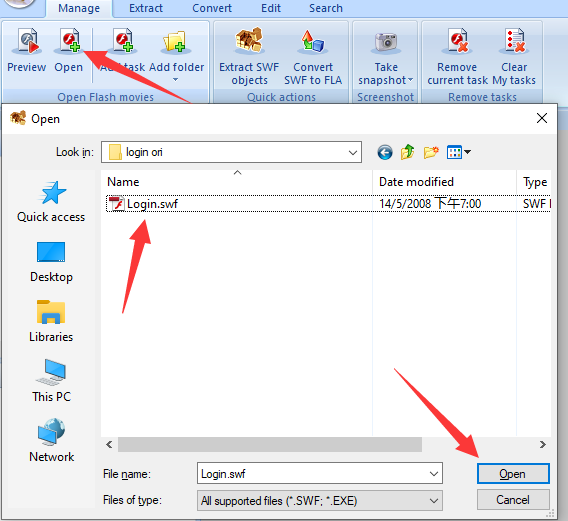 Manage Extract Convert Edit Search
Preview Open Add task Add folder Extract SWF objects Convert SWF to FLA Take snapshot Remove current task Clear My tasks
Open Flash movies Quick actions Screenshot Remove tasks
Open
Look in: login ori
Name Date modified Type
Login.swf 14/5/2008 下午7:00 SWF
Quick access
Desktop
Libraries
This PC
Network
File name: Login.swf Open
Files of type: All supported files (*.SWF; *.EXE) Cancel